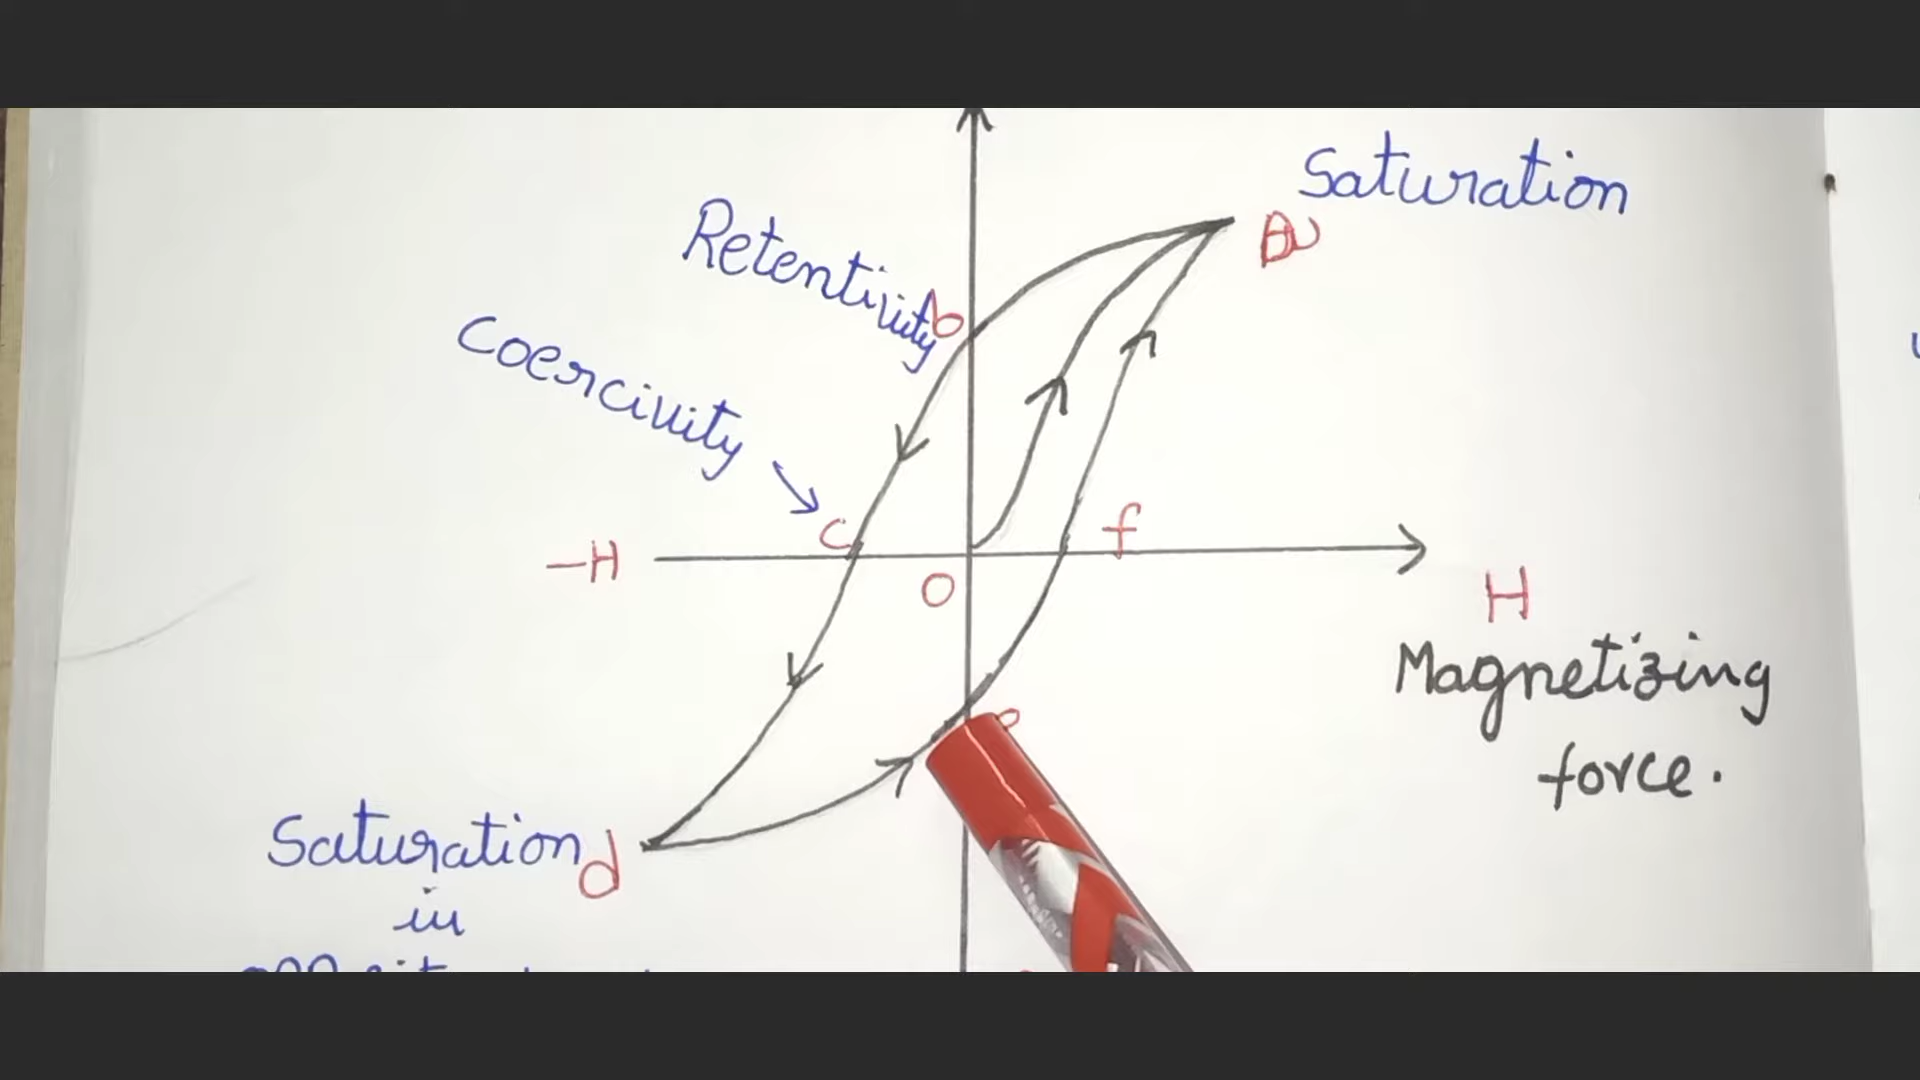 Saturation
Retentivity
b
Coercivity
c
f
-H
O
H
Magnetizing
force.
e
Saturation
d
in